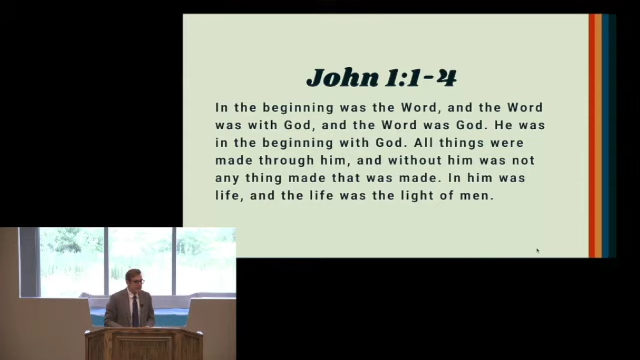 John 1:1-4
In the beginning was the Word, and the Word
was with God, and the Word was God. He was
in the beginning with God. All things were
made through him, and without him was not
any thing made that was made. In him was
life, and the life was the light of men.